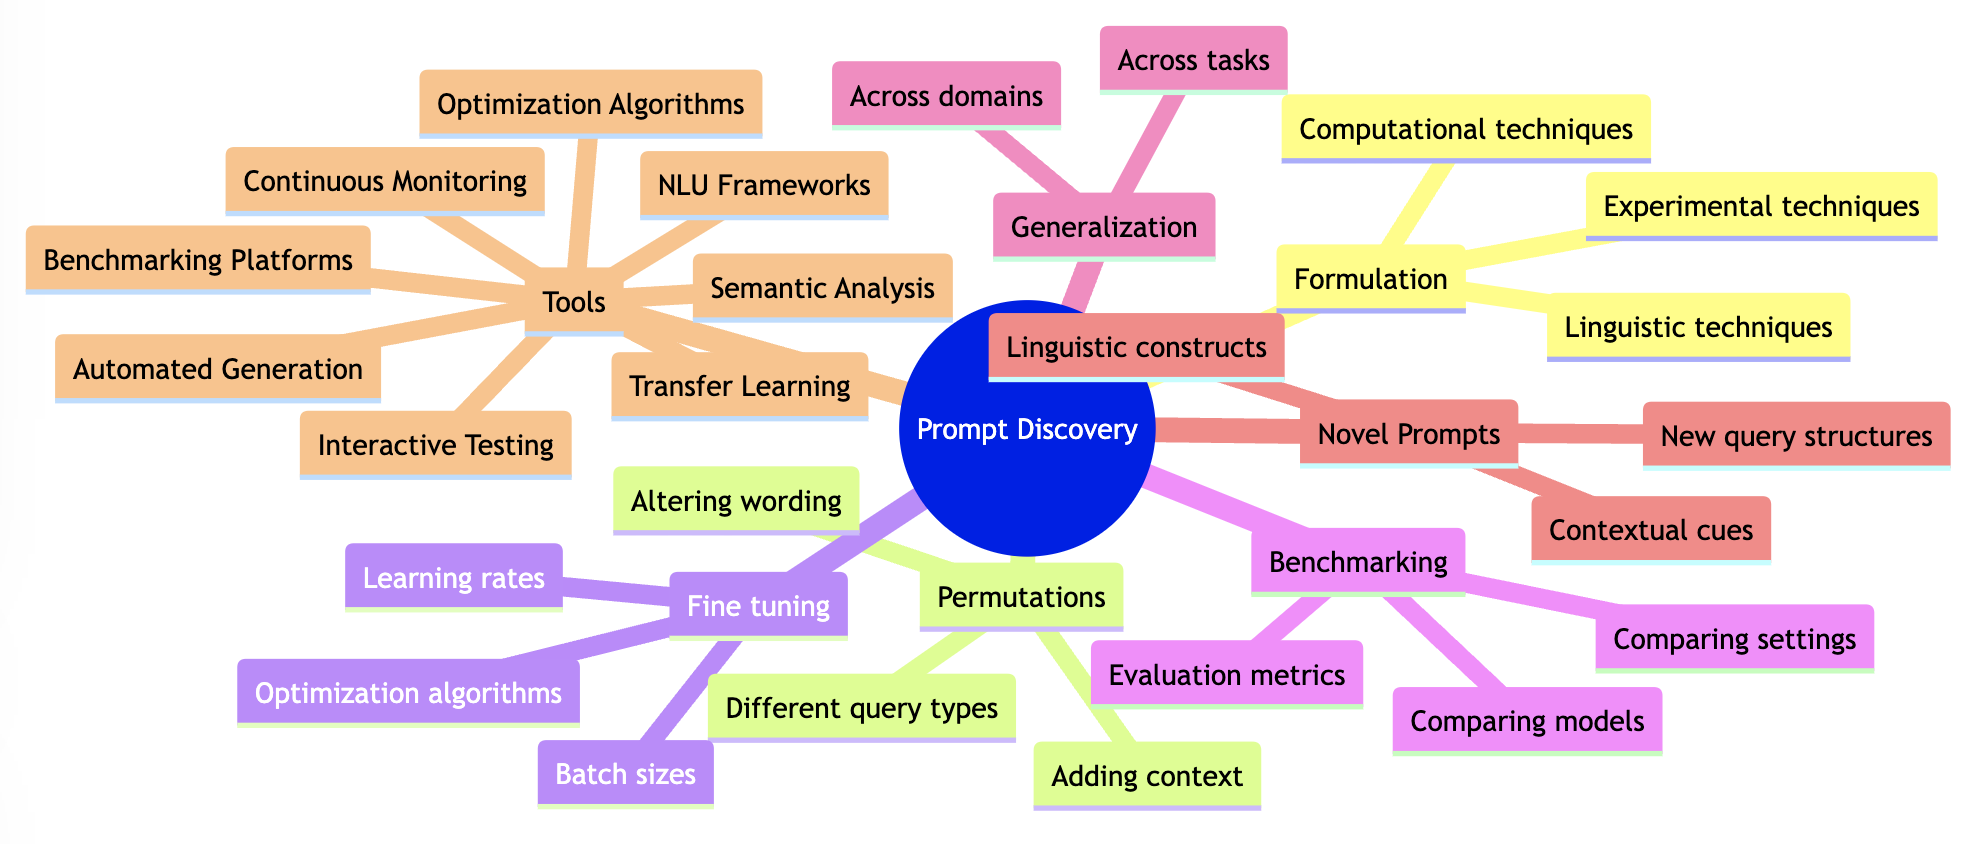 Prompt Discovery
Formulation
Computational techniques
Experimental techniques
Linguistic techniques
Novel Prompts
Linguistic constructs
New query structures
Contextual cues
Benchmarking
Evaluation metrics
Comparing models
Comparing settings
Permutations
Altering wording
Different query types
Adding context
Fine tuning
Learning rates
Optimization algorithms
Batch sizes
Tools
Optimization Algorithms
Continuous Monitoring
NLU Frameworks
Benchmarking Platforms
Semantic Analysis
Automated Generation
Transfer Learning
Interactive Testing
Generalization
Across domains
Across tasks